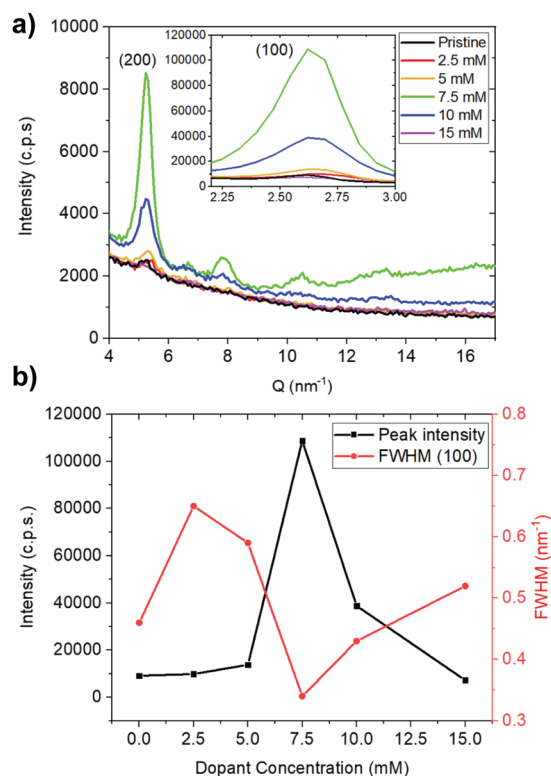 a)
10000
8000
6000
4000
2000
0
Intensity (c.p.s)
(200)
120000
100000
80000
60000
40000
20000
0
(100)
2.25 2.50 2.75 3.00
Pristine
2.5 mM
5 mM
7.5 mM
10 mM
15 mM
4 6 8 10 12 14 16
Q (nm⁻¹)
b)
120000
100000
80000
60000
40000
20000
0
Intensity (c.p.s.)
Peak intensity
FWHM (100)
0.8
0.7
0.6
0.5
0.4
0.3
FWHM (nm⁻¹)
0.0 2.5 5.0 7.5 10.0 12.5 15.0
Dopant Concentration (mM)